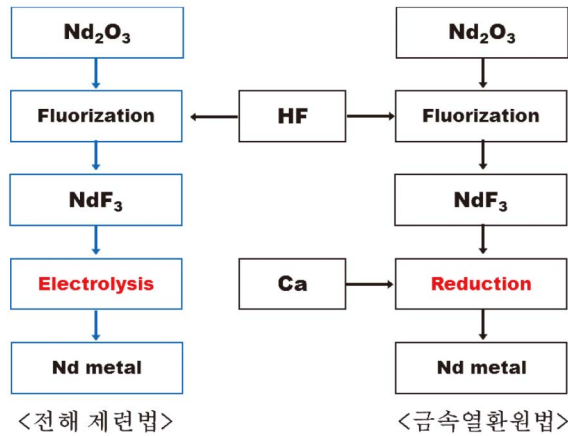 Nd₂O₃
Fluorization
NdF₃
Electrolysis
Nd metal
<전해 제련법>
HF
Ca
Nd₂O₃
Fluorization
NdF₃
Reduction
Nd metal
<금속열환원법>